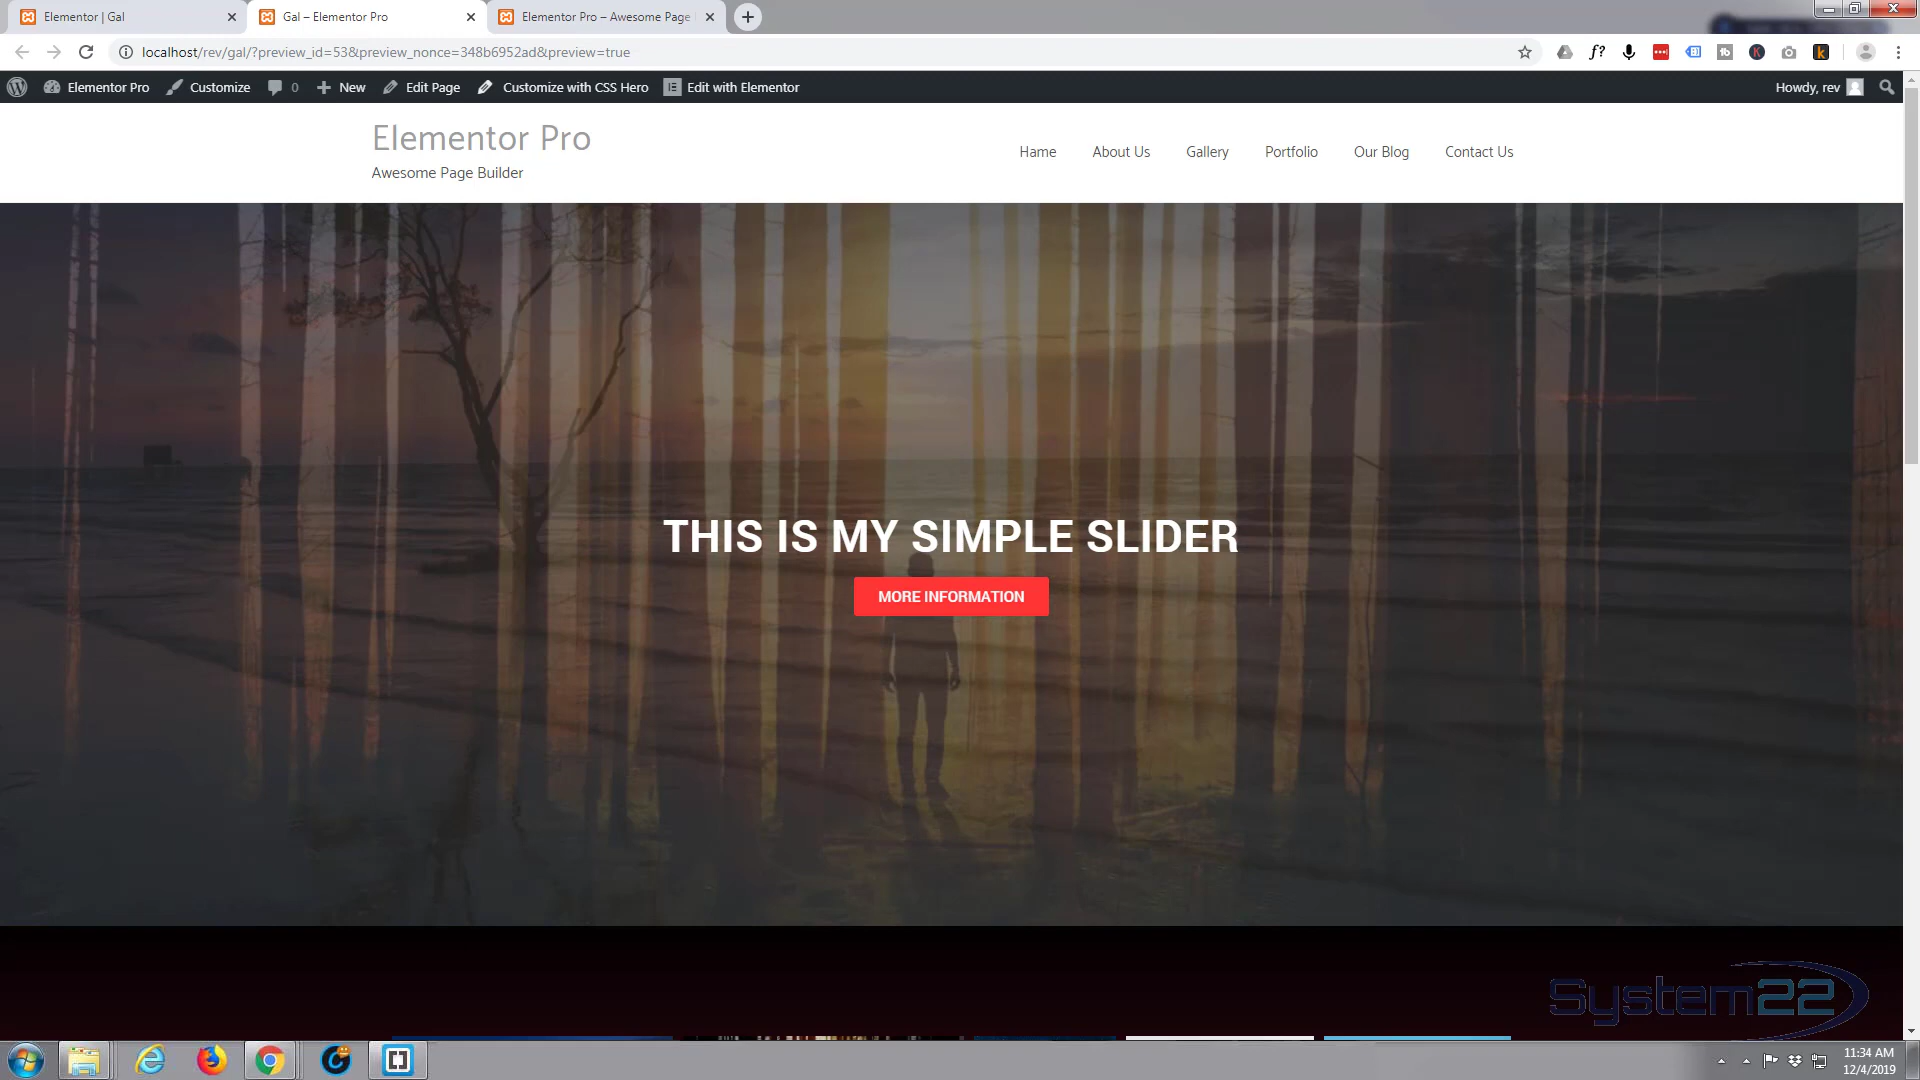 Elementor | Gal
Gal – Elementor Pro
Elementor Pro – Awesome Page
localhost/rev/gal/?preview_id=53&preview_nonce=348b6952ad&preview=true
Elementor Pro
Customize
0
New
Edit Page
Customize with CSS Hero
Edit with Elementor
Howdy, rev
Elementor Pro
Awesome Page Builder
Home
About Us
Gallery
Portfolio
Our Blog
Contact Us
THIS IS MY SIMPLE SLIDER
MORE INFORMATION
System22
11:34 AM
12/4/2019